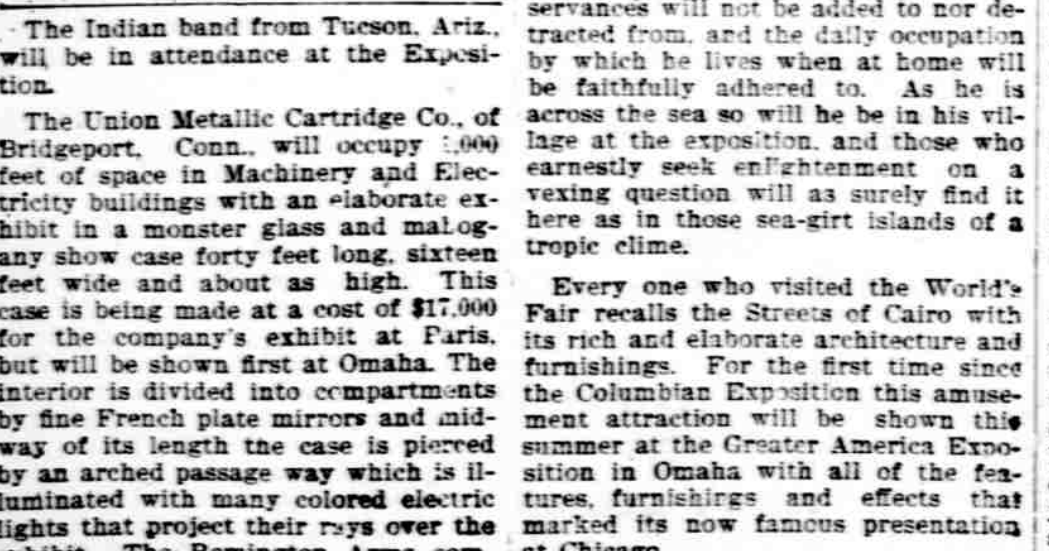 The Indian band from Tucson, Ariz.,
will be in attendance at the Exposi-
tion.
The Union Metallic Cartridge Co., of
Bridgeport, Conn., will occupy ,000
feet of space in Machinery and Elec-
tricity buildings with an elaborate ex-
hibit in a monster glass and mahog-
any show case forty feet long, sixteen
feet wide and about as high. This
case is being made at a cost of $17,000
for the company's exhibit at Paris,
but will be shown first at Omaha. The
interior is divided into compartments
by fine French plate mirrors and mid-
way of its length the case is pierced
by an arched passage way which is il-
luminated with many colored electric
lights that project their rays over the
exhibit. The Remington Arms com-
servances will not be added to nor de-
tracted from, and the daily occupation
by which he lives when at home will
be faithfully adhered to. As he is
across the sea so will he be in his vil-
lage at the exposition, and those who
earnestly seek enlightenment on a
vexing question will as surely find it
here as in those sea-girt islands of a
tropic clime.
Every one who visited the World's
Fair recalls the Streets of Cairo with
its rich and elaborate architecture and
furnishings. For the first time since
the Columbian Exposition this amuse-
ment attraction will be shown this
summer at the Greater America Expo-
sition in Omaha with all of the fea-
tures, furnishings and effects that
marked its now famous presentation
at Chicago.